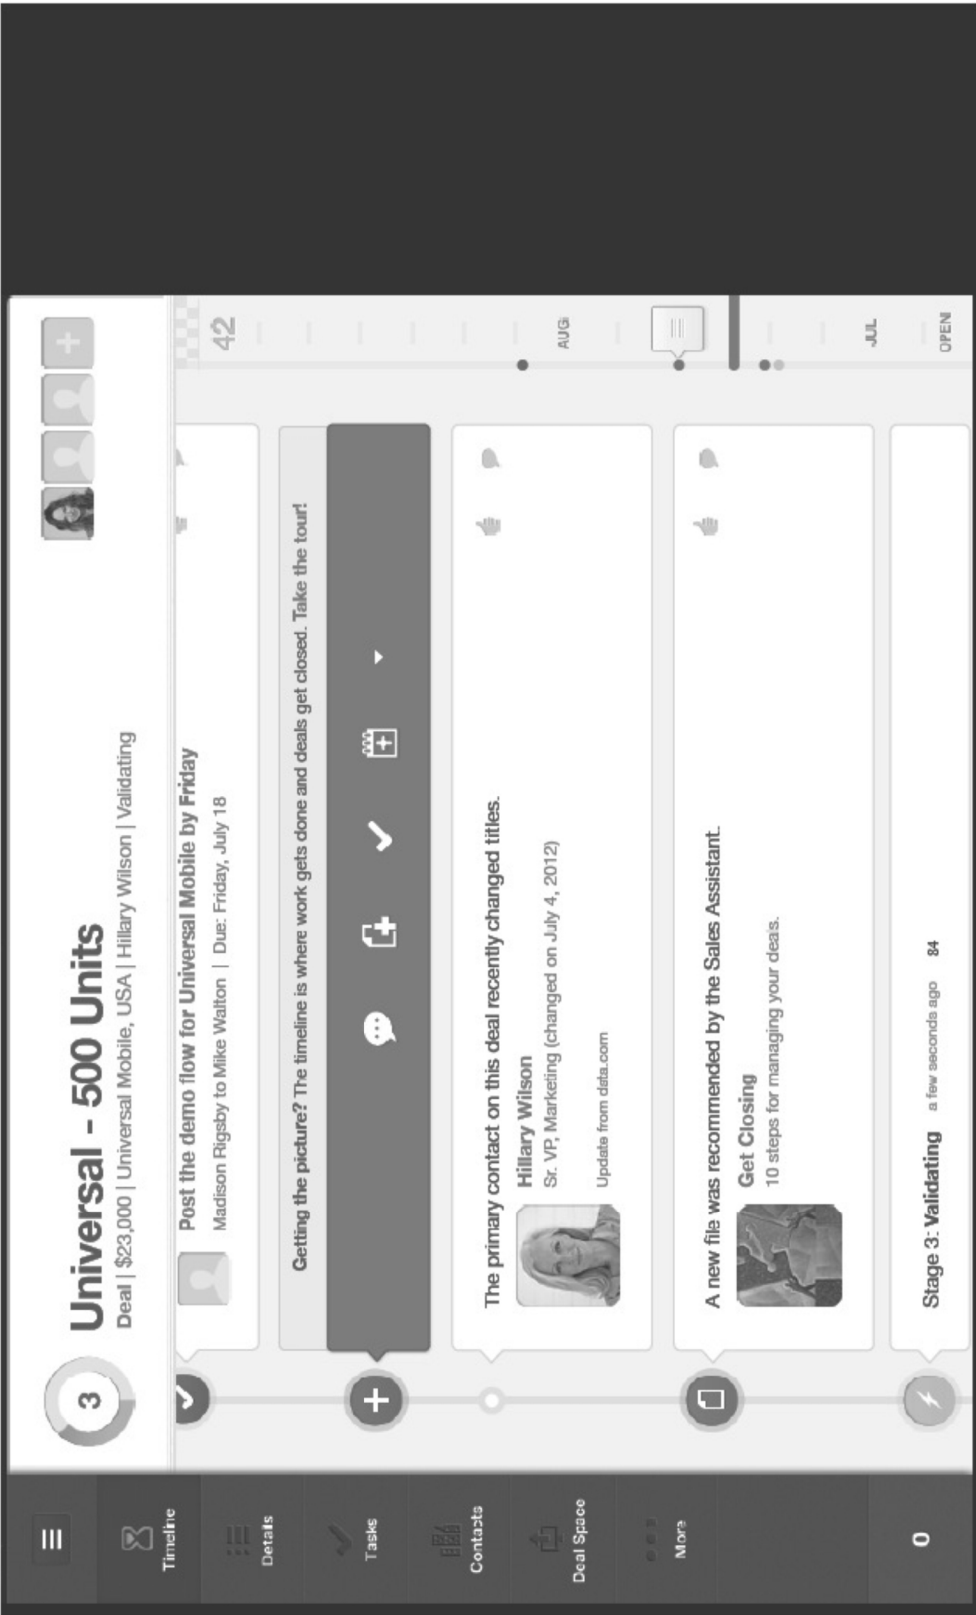 3
Universal – 500 Units
Deal | $23,000 | Universal Mobile, USA | Hillary Wilson | Validating
Timeline
Details
Tasks
Contacts
Deal Space
More
0
Post the demo flow for Universal Mobile by Friday
Madison Rigsby to Mike Walton | Due: Friday, July 18
Getting the picture? The timeline is where work gets done and deals get closed. Take the tour!
The primary contact on this deal recently changed titles.
Hillary Wilson
Sr. VP, Marketing (changed on July 4, 2012)
Update from data.com
A new file was recommended by the Sales Assistant.
Get Closing
10 steps for managing your deals.
Stage 3: Validating a few seconds ago 84
42
AUG
JUL
OPEN